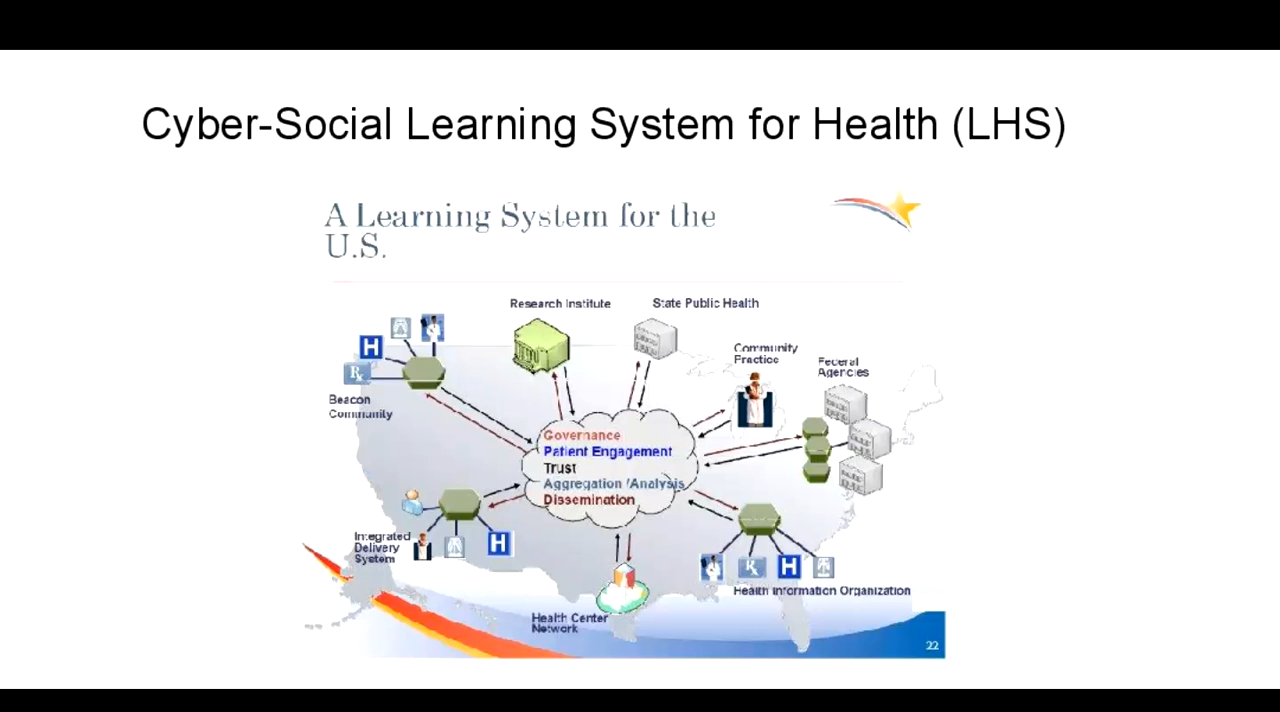 Cyber-Social Learning System for Health (LHS)
A Learning System for the
U.S.
Research Institute
State Public Health
Community
Practice
Federal
Agencies
H
Rx
Beacon
Community
Governance
Patient Engagement
Trust
Aggregation /Analysis
Dissemination
Integrated
Delivery
System
H
Rx
H
Health Information Organization
Health Center
Network
22